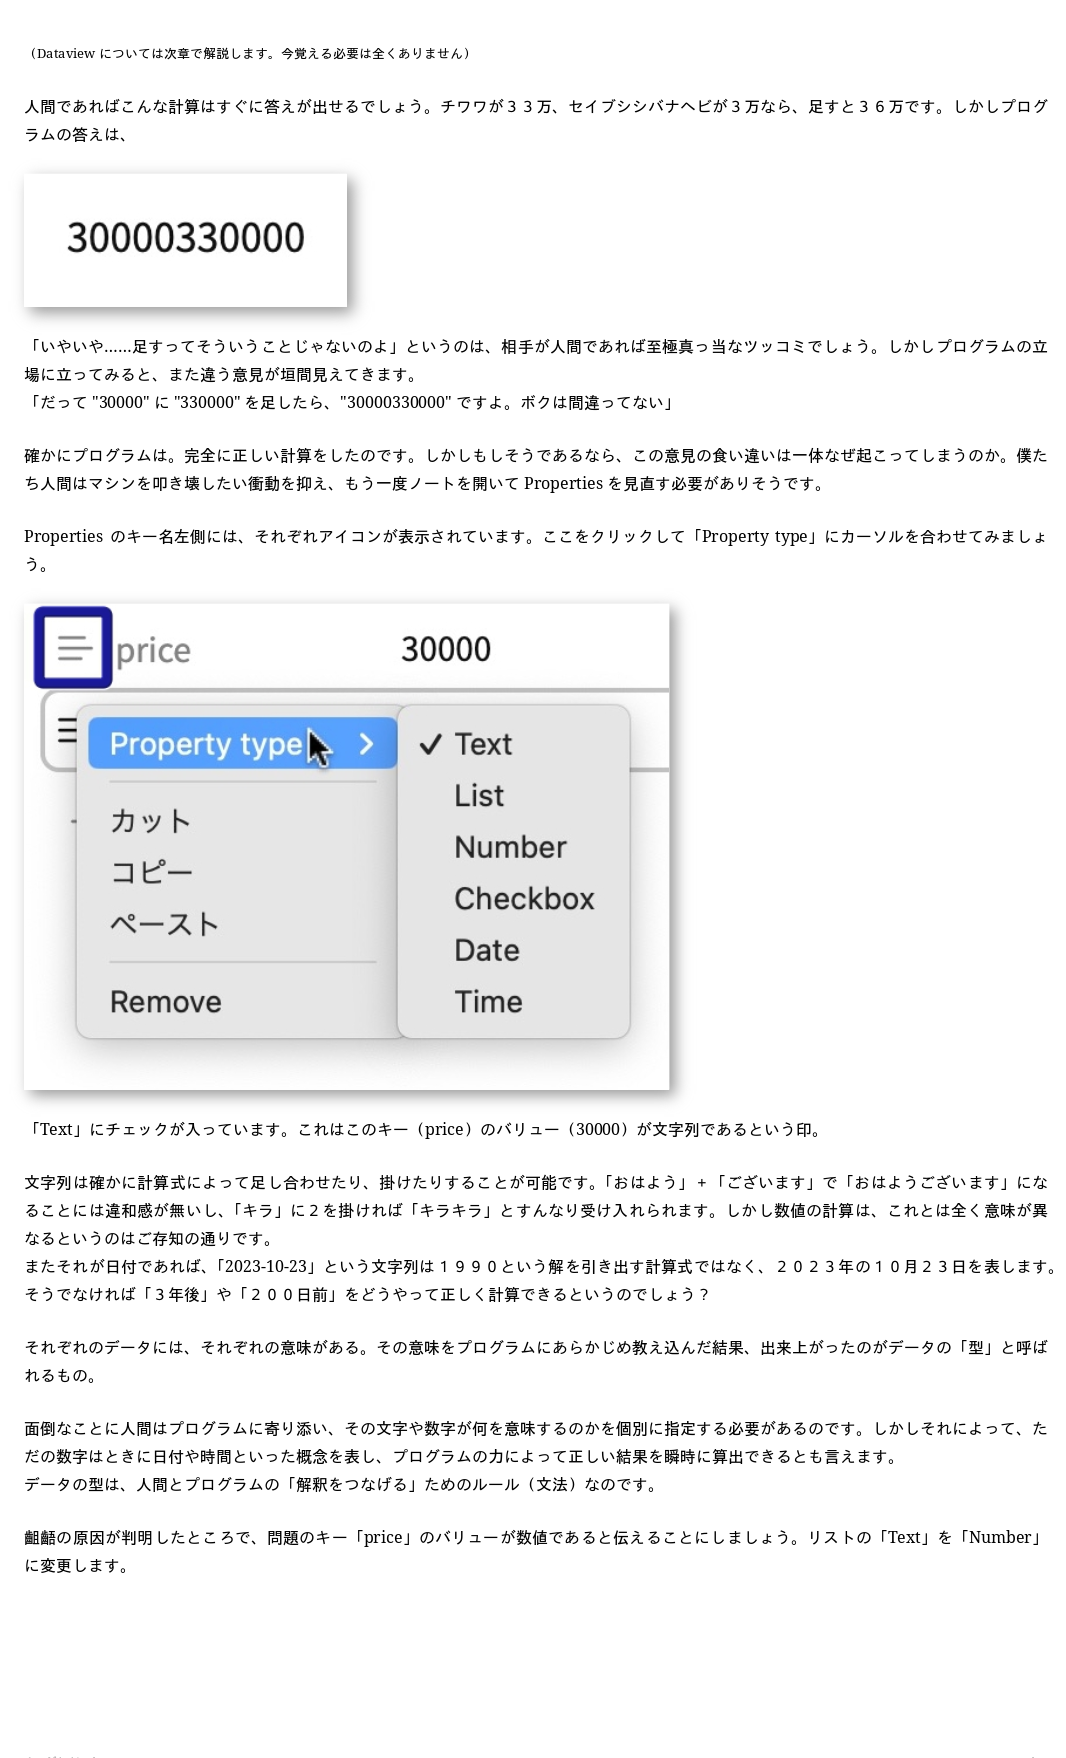 （Dataview については次章で解説します。今覚える必要は全くありません）
人間であればこんな計算はすぐに答えが出せるでしょう。チワワが３３万、セイブシシバナヘビが３万なら、足すと３６万です。しかしプログ
ラムの答えは、
30000330000
「いやいや……足すってそういうことじゃないのよ」というのは、相手が人間であれば至極真っ当なツッコミでしょう。しかしプログラムの立
場に立ってみると、また違う意見が垣間見えてきます。
「だって "30000" に "330000" を足したら、"30000330000" ですよ。ボクは間違ってない」
確かにプログラムは。完全に正しい計算をしたのです。しかしもしそうであるなら、この意見の食い違いは一体なぜ起こってしまうのか。僕た
ち人間はマシンを叩き壊したい衝動を抑え、もう一度ノートを開いて Properties を見直す必要がありそうです。
Properties のキー名左側には、それぞれアイコンが表示されています。ここをクリックして「Property type」にカーソルを合わせてみましょ
う。
price 30000
Property type
カット
コピー
ペースト
Remove
Text
List
Number
Checkbox
Date
Time
「Text」にチェックが入っています。これはこのキー（price）のバリュー（30000）が文字列であるという印。
文字列は確かに計算式によって足し合わせたり、掛けたりすることが可能です。「おはよう」+「ございます」で「おはようございます」にな
ることには違和感が無いし、「キラ」に２を掛ければ「キラキラ」とすんなり受け入れられます。しかし数値の計算は、これとは全く意味が異
なるというのはご存知の通りです。
またそれが日付であれば、「2023-10-23」という文字列は１９９０という解を引き出す計算式ではなく、２０２３年の１０月２３日を表します。
そうでなければ「３年後」や「２００日前」をどうやって正しく計算できるというのでしょう？
それぞれのデータには、それぞれの意味がある。その意味をプログラムにあらかじめ教え込んだ結果、出来上がったのがデータの「型」と呼ば
れるもの。
面倒なことに人間はプログラムに寄り添い、その文字や数字が何を意味するのかを個別に指定する必要があるのです。しかしそれによって、た
だの数字はときに日付や時間といった概念を表し、プログラムの力によって正しい結果を瞬時に算出できるとも言えます。
データの型は、人間とプログラムの「解釈をつなげる」ためのルール（文法）なのです。
齟齬の原因が判明したところで、問題のキー「price」のバリューが数値であると伝えることにしましょう。リストの「Text」を「Number」
に変更します。